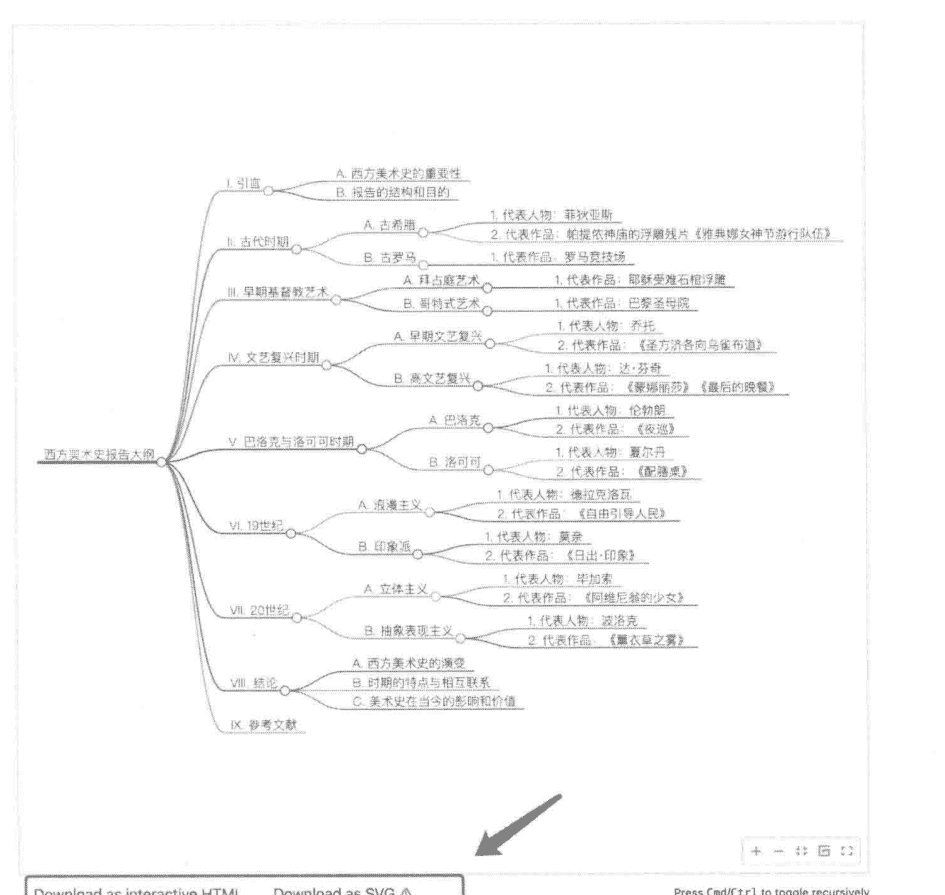 西方美术史报告大纲
I. 引言
A. 西方美术史的重要性
B. 报告的结构和目的
II. 古代时期
A. 古希腊
1. 代表人物：菲狄亚斯
2. 代表作品：帕提侬神庙的浮雕残片《雅典娜女神节游行队伍》
B. 古罗马
1. 代表作品：罗马竞技场
III. 早期基督教艺术
A. 拜占庭艺术
1. 代表作品：耶稣受难石棺浮雕
B. 哥特式艺术
1. 代表作品：巴黎圣母院
IV. 文艺复兴时期
A. 早期文艺复兴
1. 代表人物：乔托
2. 代表作品：《圣方济各向鸟雀布道》
B. 高文艺复兴
1. 代表人物：达·芬奇
2. 代表作品：《蒙娜丽莎》《最后的晚餐》
V. 巴洛克与洛可可时期
A. 巴洛克
1. 代表人物：伦勃朗
2. 代表作品：《夜巡》
B. 洛可可
1. 代表人物：夏尔丹
2. 代表作品：《配膳桌》
VI. 19世纪
A. 浪漫主义
1. 代表人物：德拉克洛瓦
2. 代表作品：《自由引导人民》
B. 印象派
1. 代表人物：莫奈
2. 代表作品：《日出·印象》
VII. 20世纪
A. 立体主义
1. 代表人物：毕加索
2. 代表作品：《阿维尼翁的少女》
B. 抽象表现主义
1. 代表人物：波洛克
2. 代表作品：《薰衣草之雾》
VIII. 结论
A. 西方美术史的演变
B. 时期的特点与相互联系
C. 美术史在当今的影响和价值
IX. 参考文献
Download as interactive HTML
Download as SVG
Press Cmd/Ctrl to toggle recursively